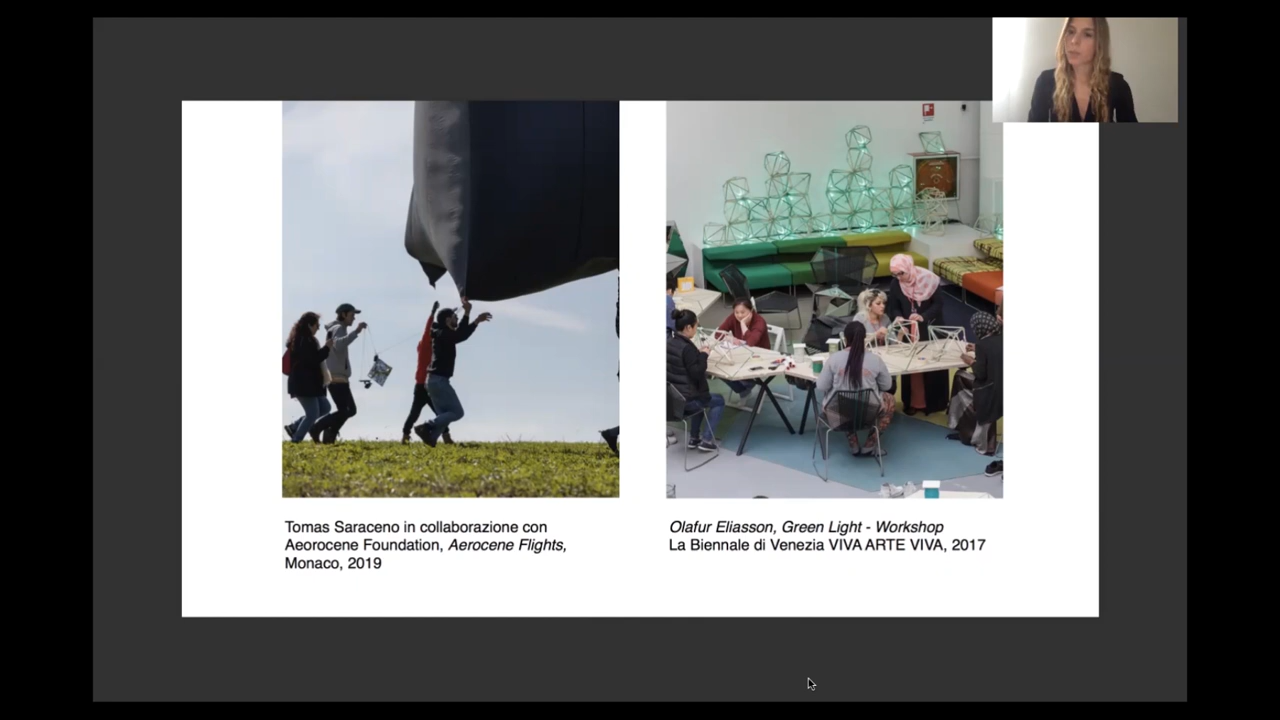 Tomas Saraceno in collaborazione con
Aeorocene Foundation, Aerocene Flights,
Monaco, 2019
Olafur Eliasson, Green Light - Workshop
La Biennale di Venezia VIVA ARTE VIVA, 2017